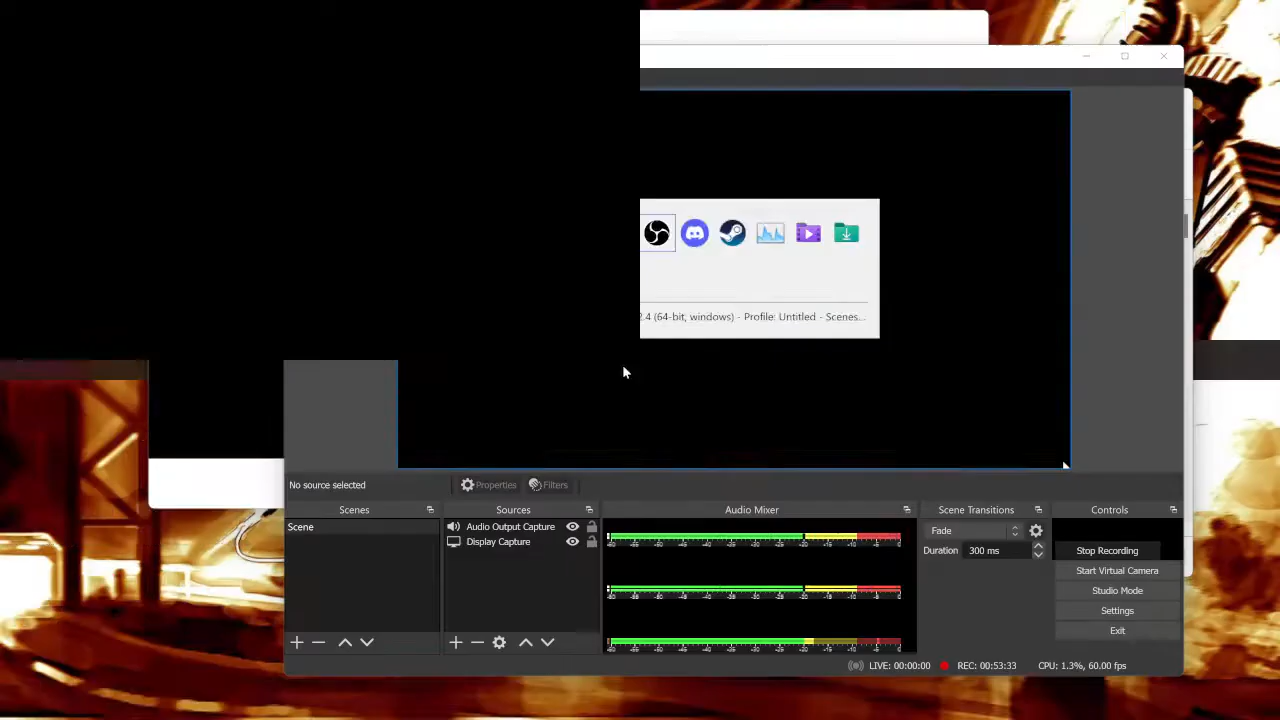 2.4 (64-bit, windows) - Profile: Untitled - Scenes...
No source selected
Properties
Filters
Scenes
Sources
Audio Mixer
Scene Transitions
Controls
Scene
Audio Output Capture
Display Capture
Fade
Duration 300 ms
Stop Recording
Start Virtual Camera
Studio Mode
Settings
Exit
LIVE: 00:00:00
REC: 00:53:33
CPU: 1.3%, 60.00 fps